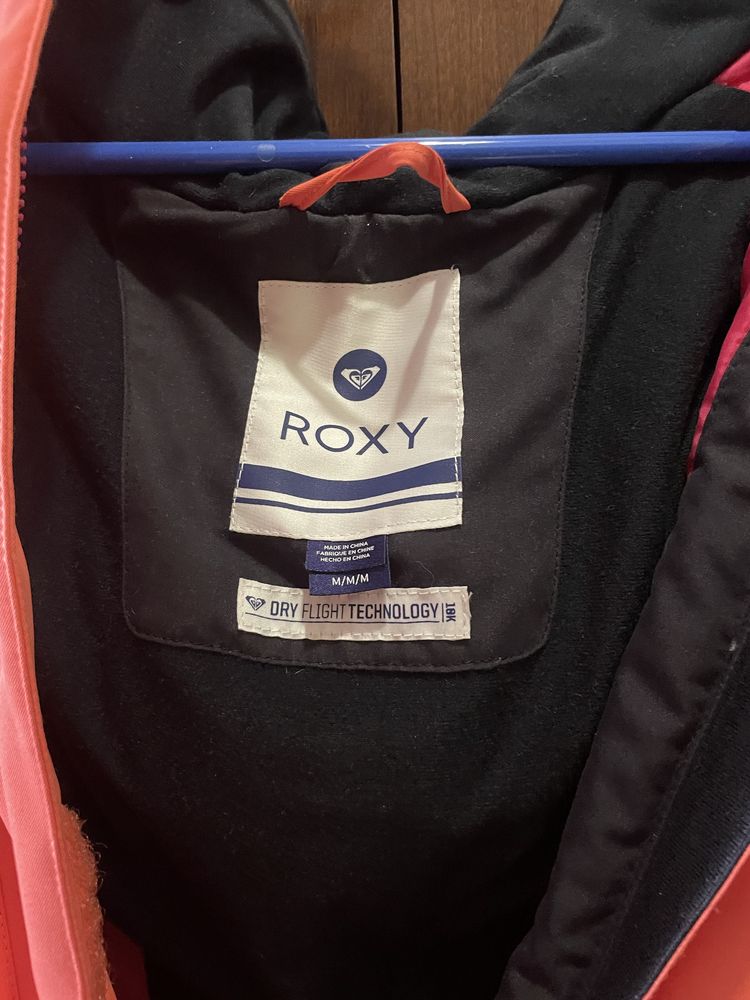 ROXY
MADE IN CHINA
FABRIQUE EN CHINE
HECHO EN CHINA
M/M/M
DRY FLIGHT TECHNOLOGY 10K